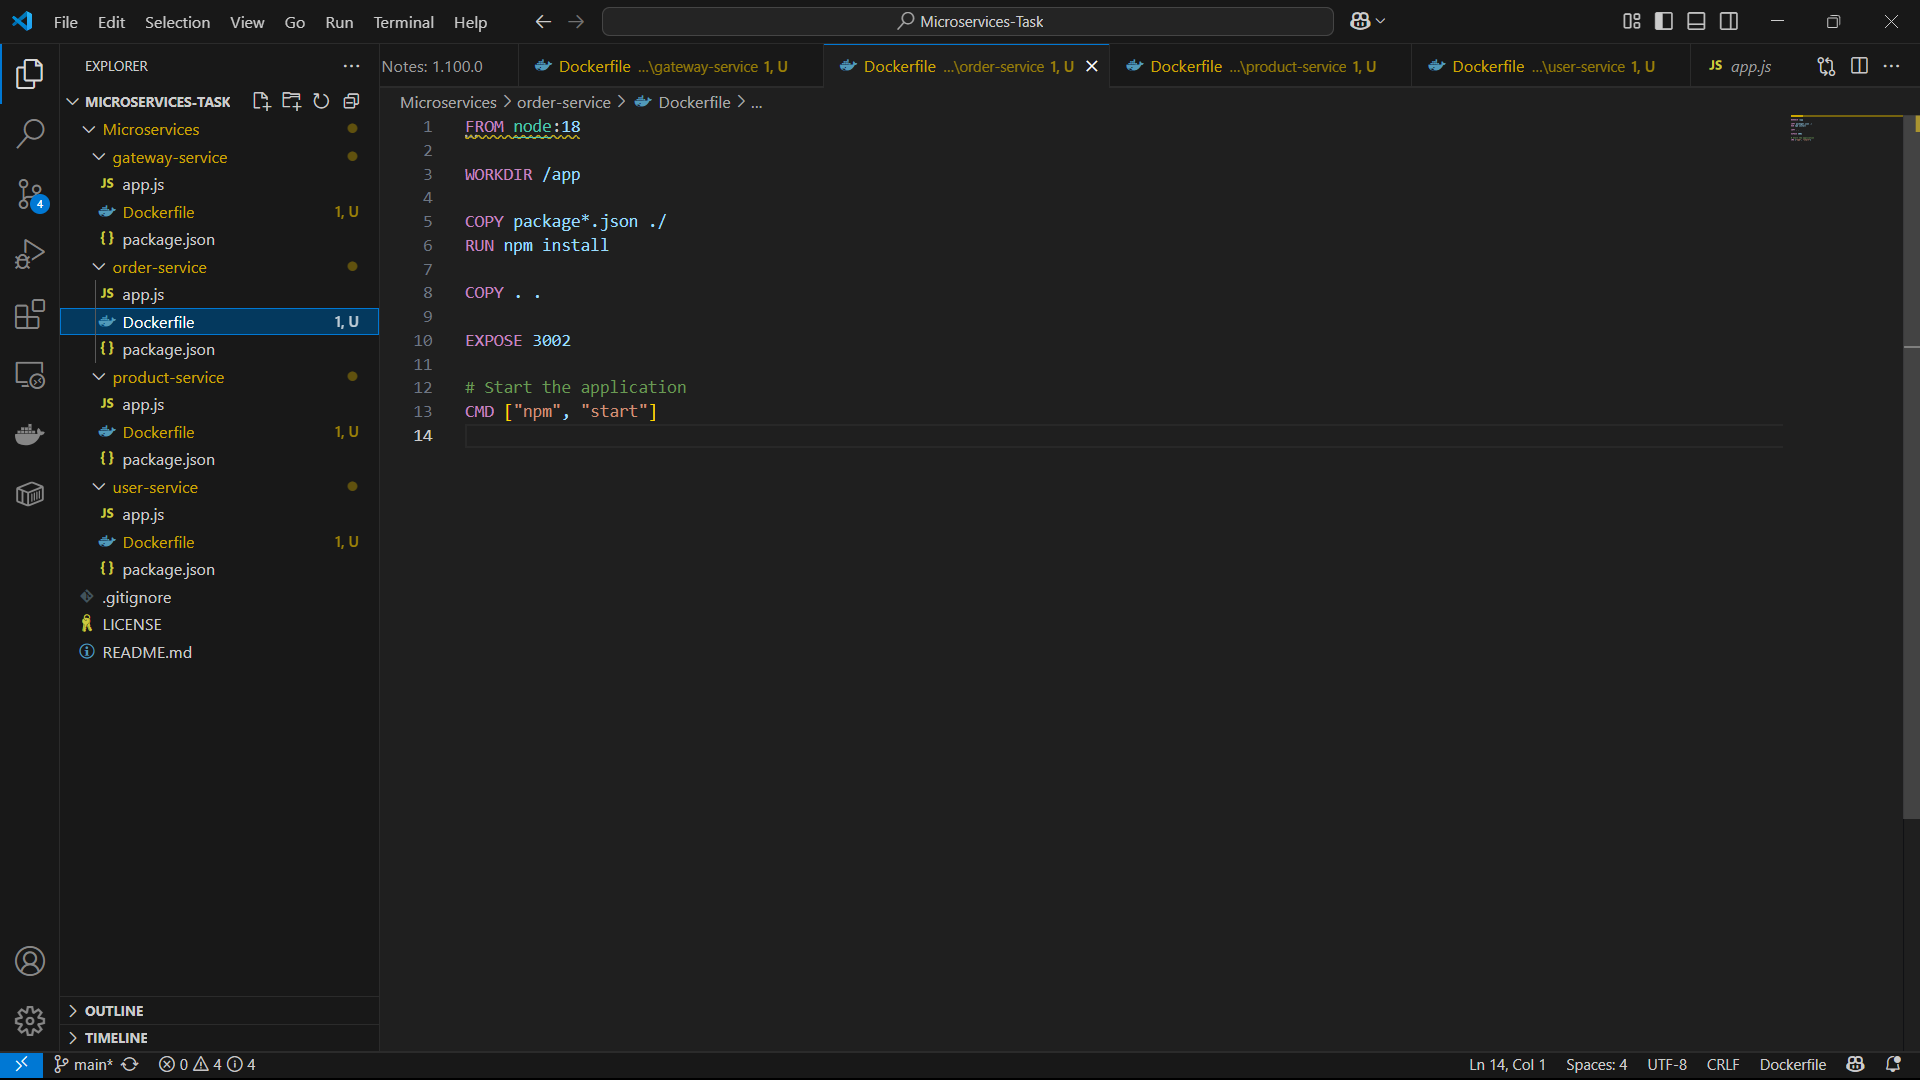 File Edit Selection View Go Run Terminal Help
Microservices-Task
EXPLORER
Notes: 1.100.0
Dockerfile ...\gateway-service 1, U
Dockerfile ...\order-service 1, U
Dockerfile ...\product-service 1, U
Dockerfile ...\user-service 1, U
JS app.js
MICROSERVICES-TASK
Microservices
gateway-service
JS app.js
Dockerfile 1, U
{} package.json
order-service
JS app.js
Dockerfile 1, U
{} package.json
product-service
JS app.js
Dockerfile 1, U
{} package.json
user-service
JS app.js
Dockerfile 1, U
{} package.json
.gitignore
LICENSE
README.md
OUTLINE
TIMELINE
4
Microservices > order-service > Dockerfile > ...
1 FROM node:18
2
3 WORKDIR /app
4
5 COPY package*.json ./
6 RUN npm install
7
8 COPY . .
9
10 EXPOSE 3002
11
12 # Start the application
13 CMD ["npm", "start"]
14
main* 0 4 4
Ln 14, Col 1 Spaces: 4 UTF-8 CRLF Dockerfile